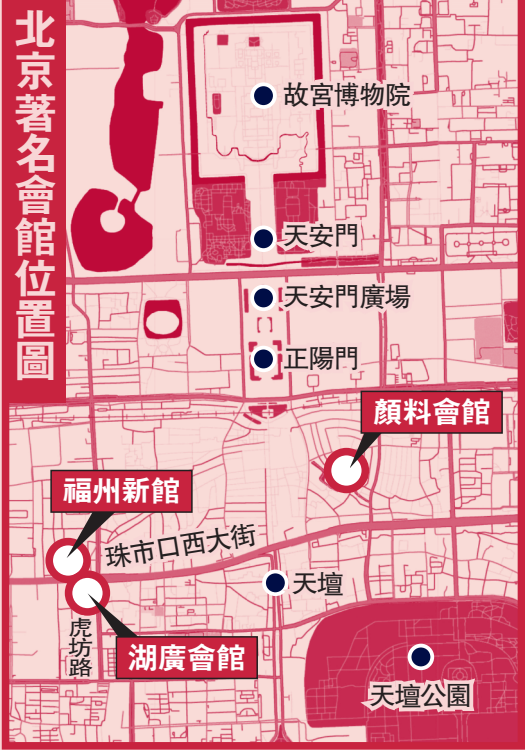 北京著名會館位置圖
故宮博物院
天安門
天安門廣場
正陽門
顏料會館
福州新館
珠市口西大街
天壇
虎坊路
湖廣會館
天壇公園